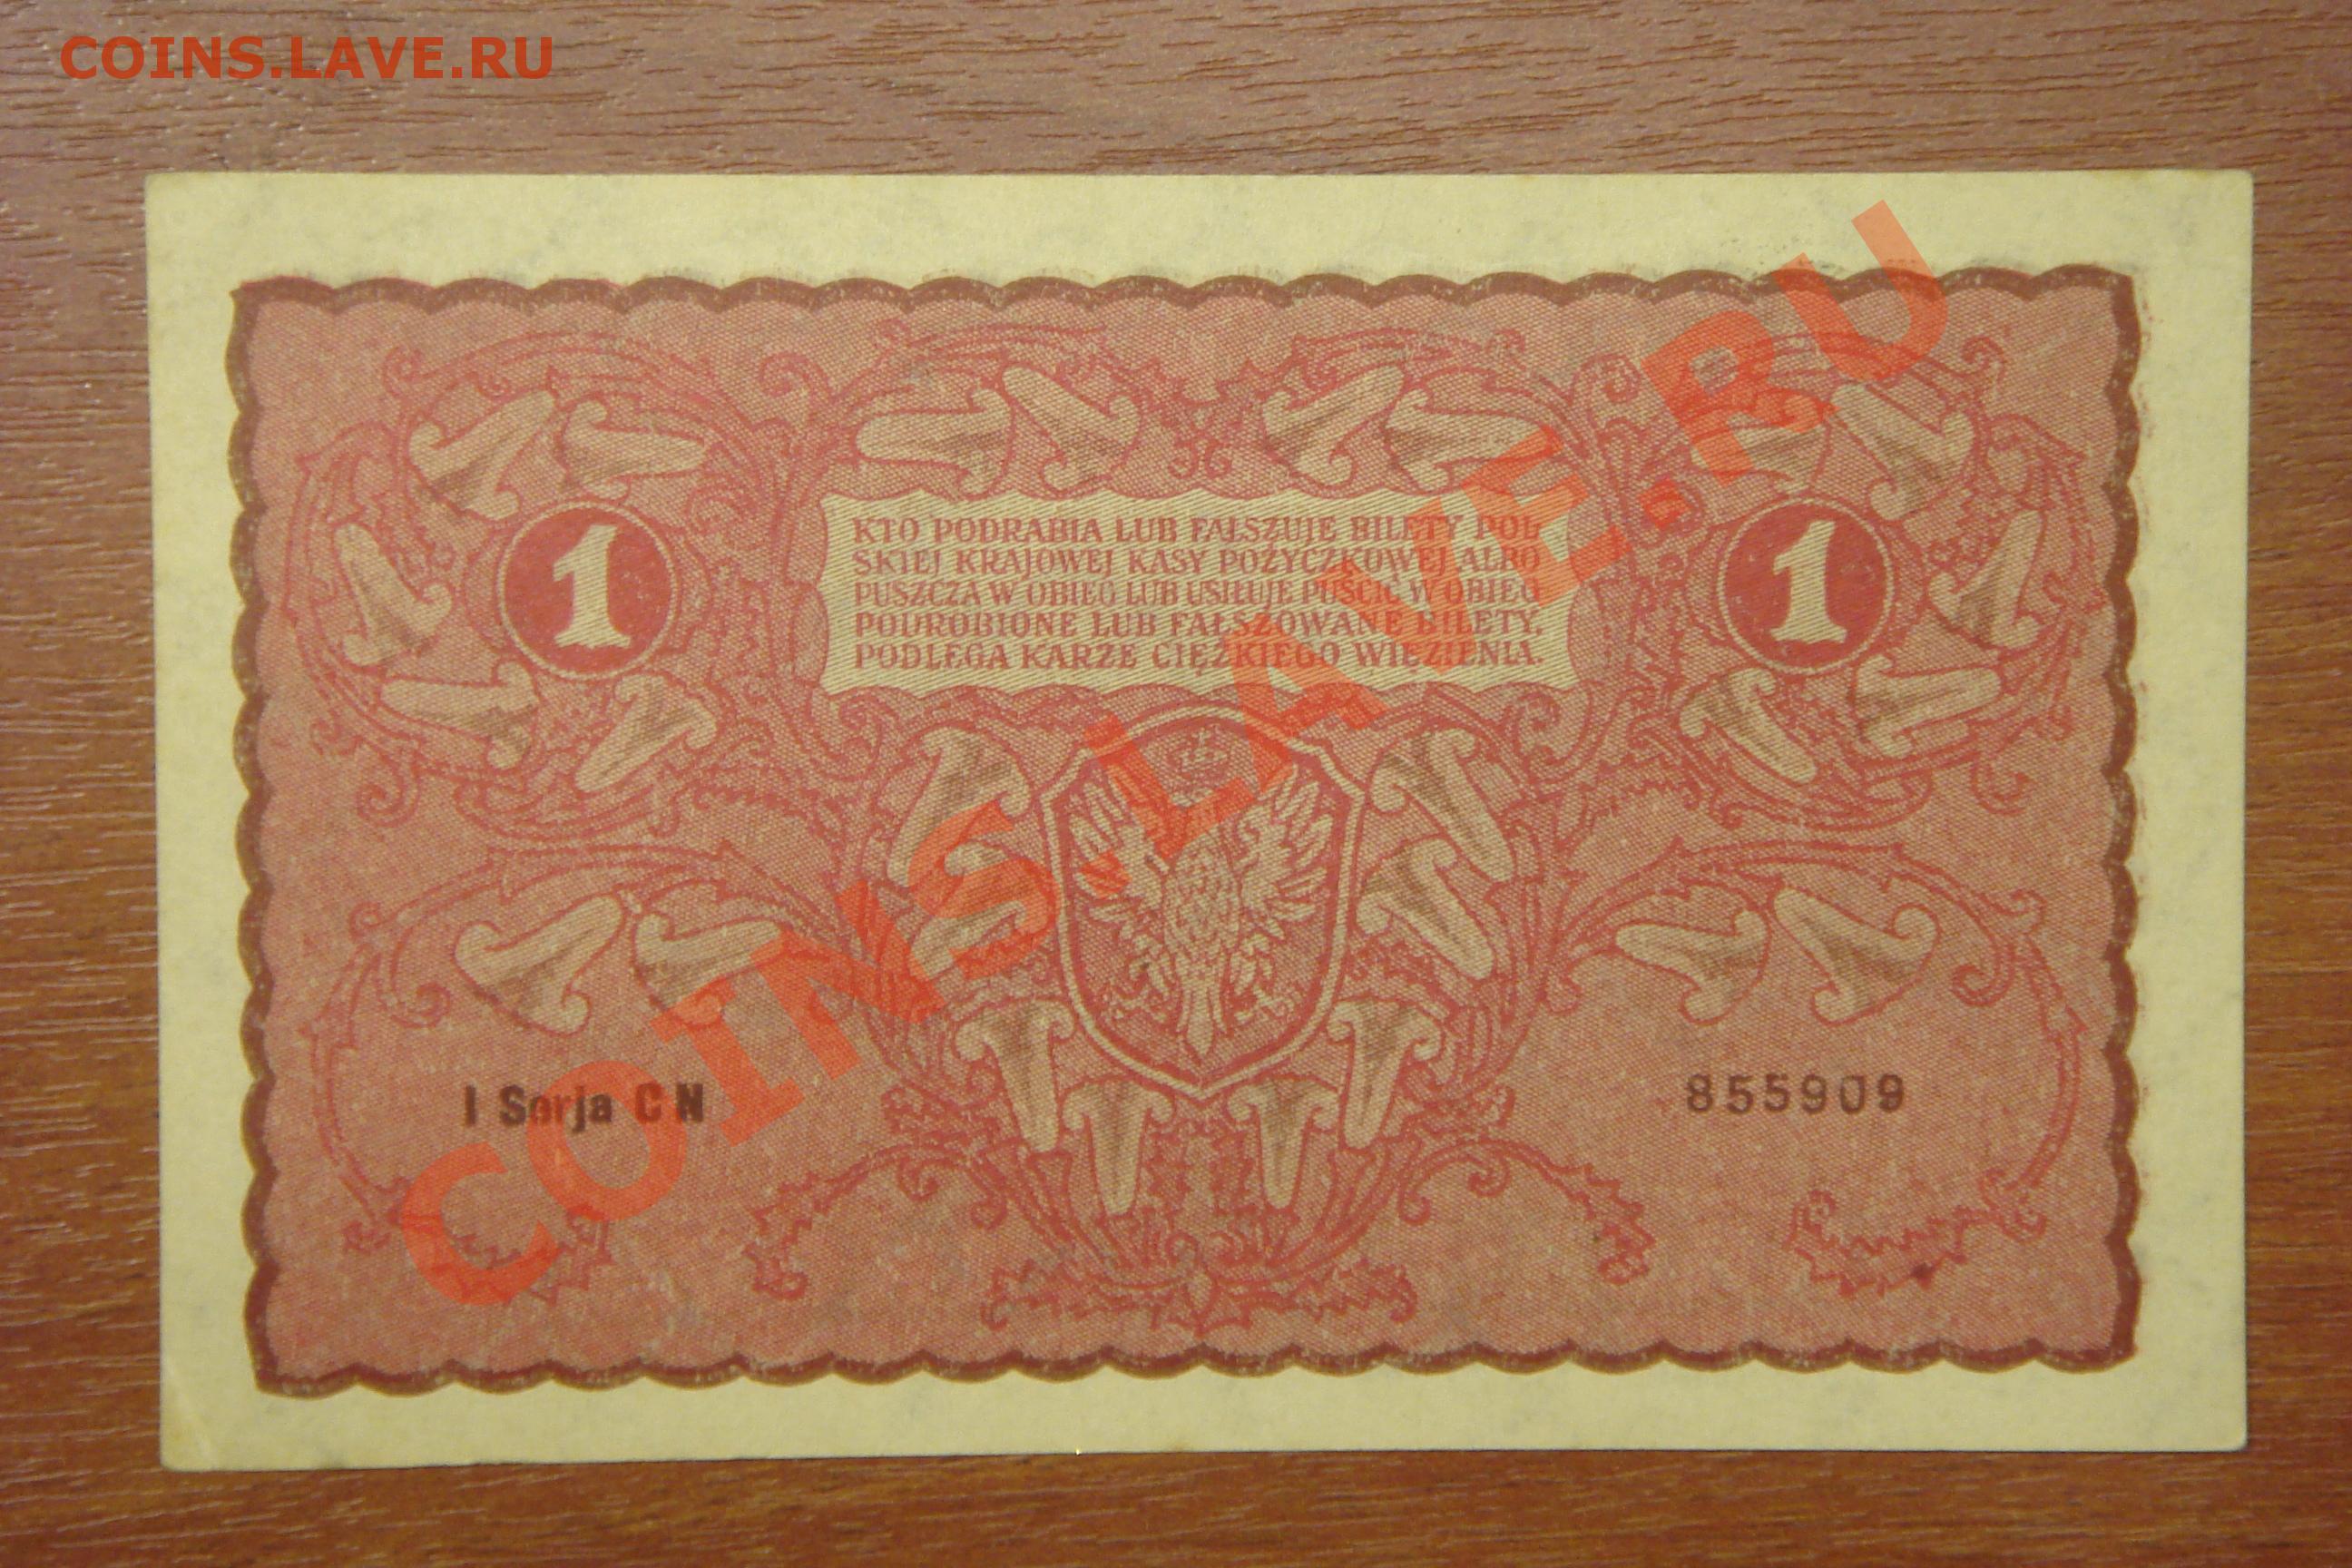 COINS.LAVE.RU
1
KTO PODRABIA LUB FAŁSZUJE BILETY POL
SKIEJ KRAJOWEJ KASY POŻYCZKOWEJ ALBO
PUSZCZA W OBIEG LUB USIŁUJE PUŚCIĆ W OBIEG
PODROBIONE LUB FAŁSZOWANE BILETY,
PODLEGA KARZE CIĘŻKIEGO WIĘZIENIA.
1
COINS.LAVE.RU
I Serja C N
855909